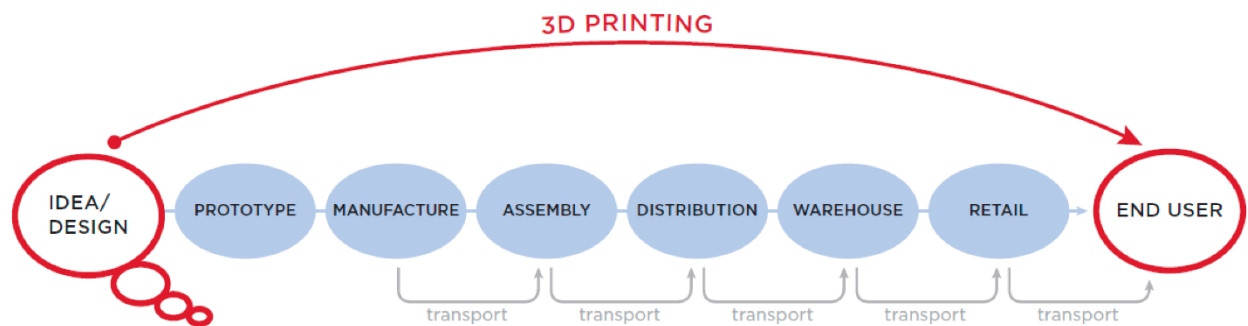 3D PRINTING
IDEA/
DESIGN
PROTOTYPE
MANUFACTURE
ASSEMBLY
DISTRIBUTION
WAREHOUSE
RETAIL
END USER
transport
transport
transport
transport
transport